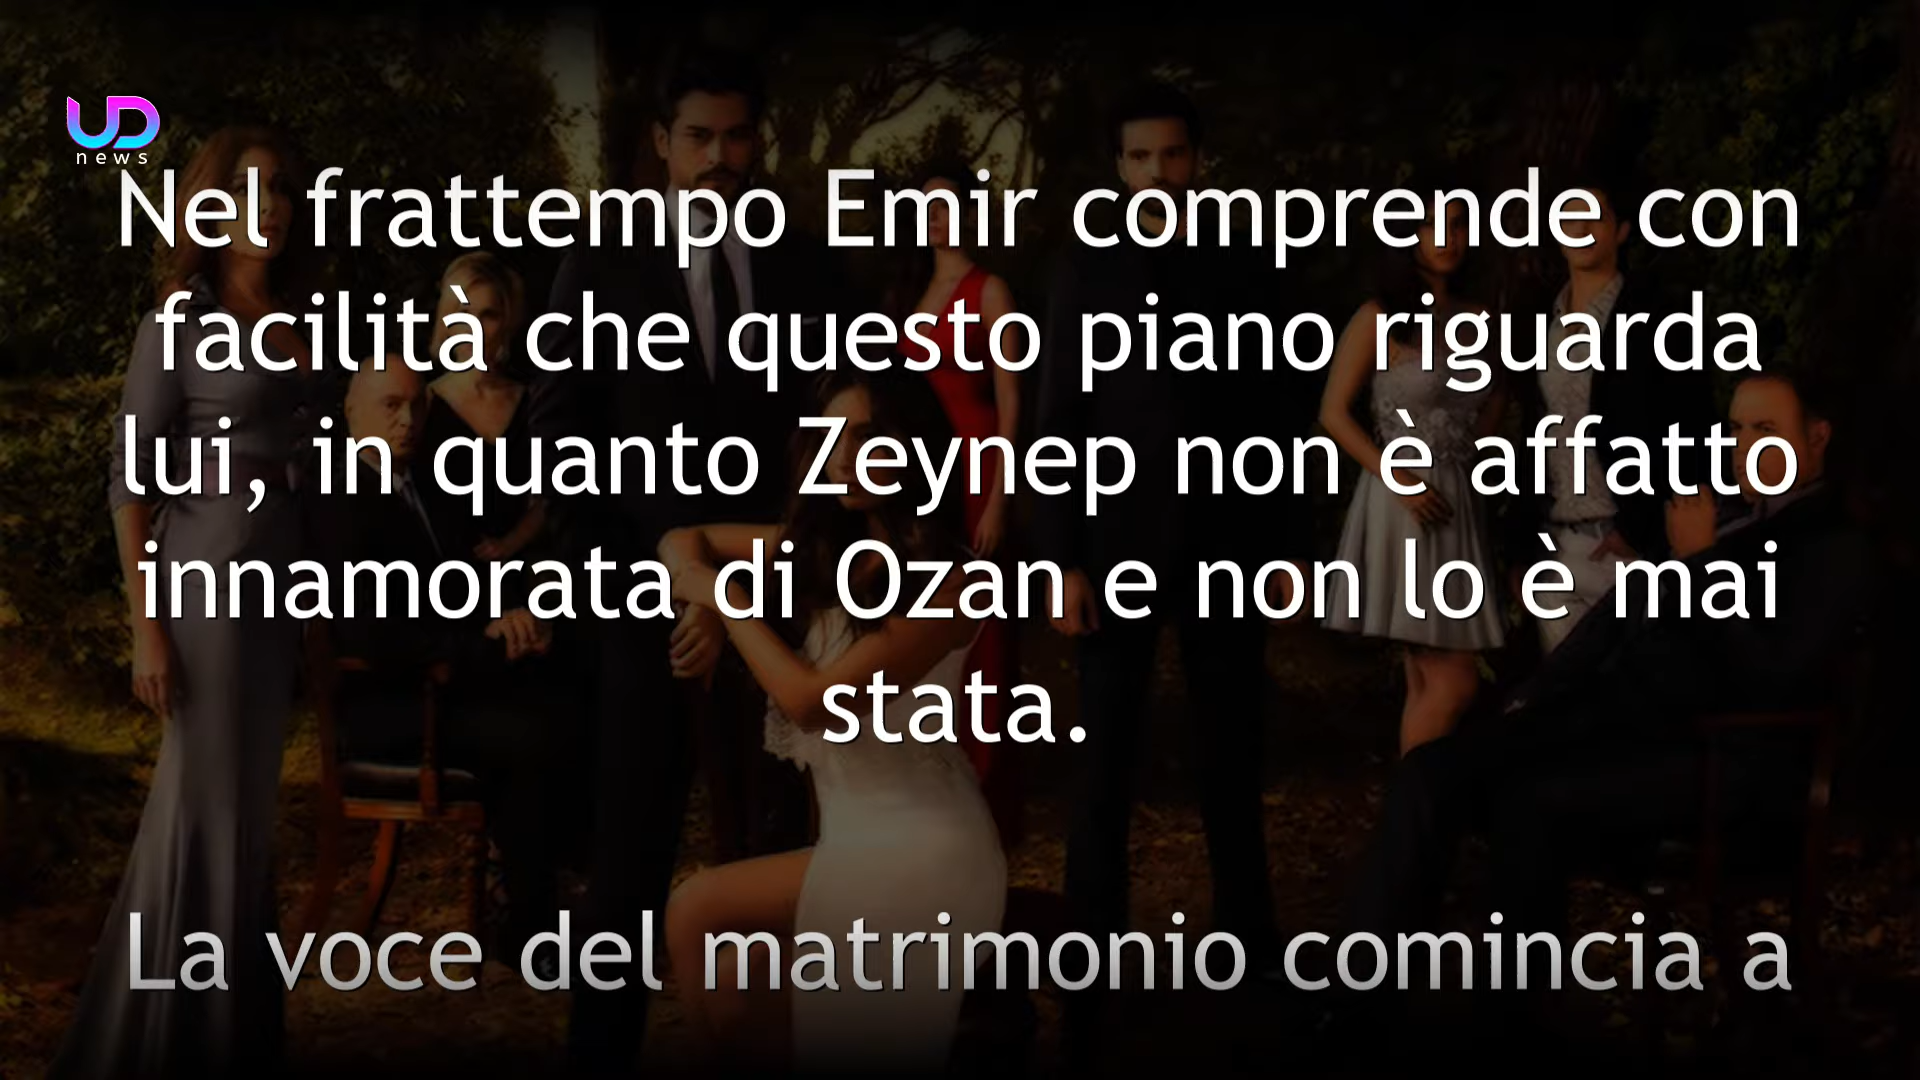 UD
news
Nel frattempo Emir comprende con
facilità che questo piano riguarda
lui, in quanto Zeynep non è affatto
innamorata di Ozan e non lo è mai
stata.
La voce del matrimonio comincia a